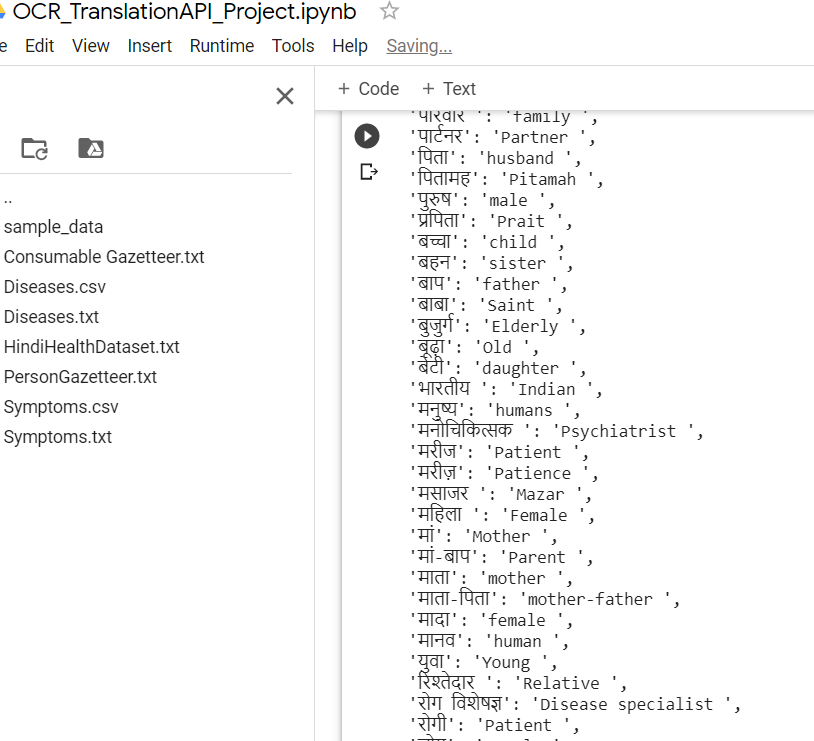 OCR_TranslationAPI_Project.ipynb
e Edit View Insert Runtime Tools Help Saving...
+ Code + Text
..
sample_data
Consumable Gazetteer.txt
Diseases.csv
Diseases.txt
HindiHealthDataset.txt
PersonGazetteer.txt
Symptoms.csv
Symptoms.txt
'परिवार ': 'family ',
'पार्टनर': 'Partner ',
'पिता': 'husband ',
'पितामह': 'Pitamah ',
'पुरुष': 'male ',
'प्रपिता': 'Prait ',
'बच्चा': 'child ',
'बहन': 'sister ',
'बाप': 'father ',
'बाबा': 'Saint ',
'बुजुर्ग': 'Elderly ',
'बूढ़ा': 'Old ',
'बेटी': 'daughter ',
'भारतीय ': 'Indian ',
'मनुष्य': 'humans ',
'मनोचिकित्सक ': 'Psychiatrist ',
'मरीज': 'Patient ',
'मरीज़': 'Patience ',
'मसाजर ': 'Mazar ',
'महिला ': 'Female ',
'मां': 'Mother ',
'मां-बाप': 'Parent ',
'माता': 'mother ',
'माता-पिता': 'mother-father ',
'मादा': 'female ',
'मानव': 'human ',
'युवा': 'Young ',
'रिश्तेदार ': 'Relative ',
'रोग विशेषज्ञ': 'Disease specialist ',
'रोगी': 'Patient ',